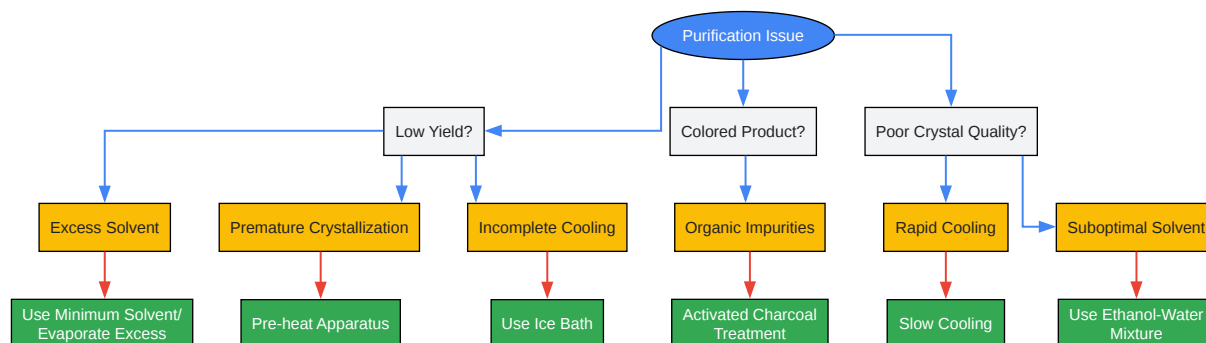 Purification Issue
Low Yield?
Colored Product?
Poor Crystal Quality?
Excess Solvent
Premature Crystallization
Incomplete Cooling
Organic Impurities
Rapid Cooling
Suboptimal Solvent
Use Minimum Solvent/
Evaporate Excess
Pre-heat Apparatus
Use Ice Bath
Activated Charcoal
Treatment
Slow Cooling
Use Ethanol-Water
Mixture